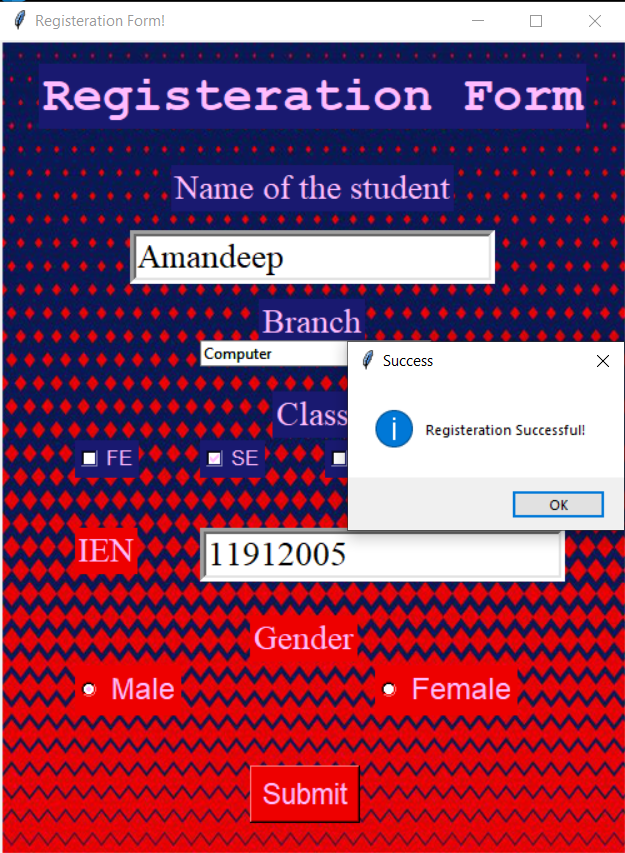 Registeration Form!
Registeration Form
Name of the student
Amandeep
Branch
Computer
Success
Registeration Successful!
OK
Class
FE
SE
IEN
11912005
Gender
Male
Female
Submit